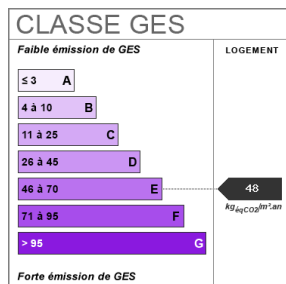 CLASSE GES
Faible émission de GES
LOGEMENT
≤ 3 A
4 à 10 B
11 à 25 C
26 à 45 D
46 à 70 E
48
kgéqCO2/m².an
71 à 95 F
> 95 G
Forte émission de GES